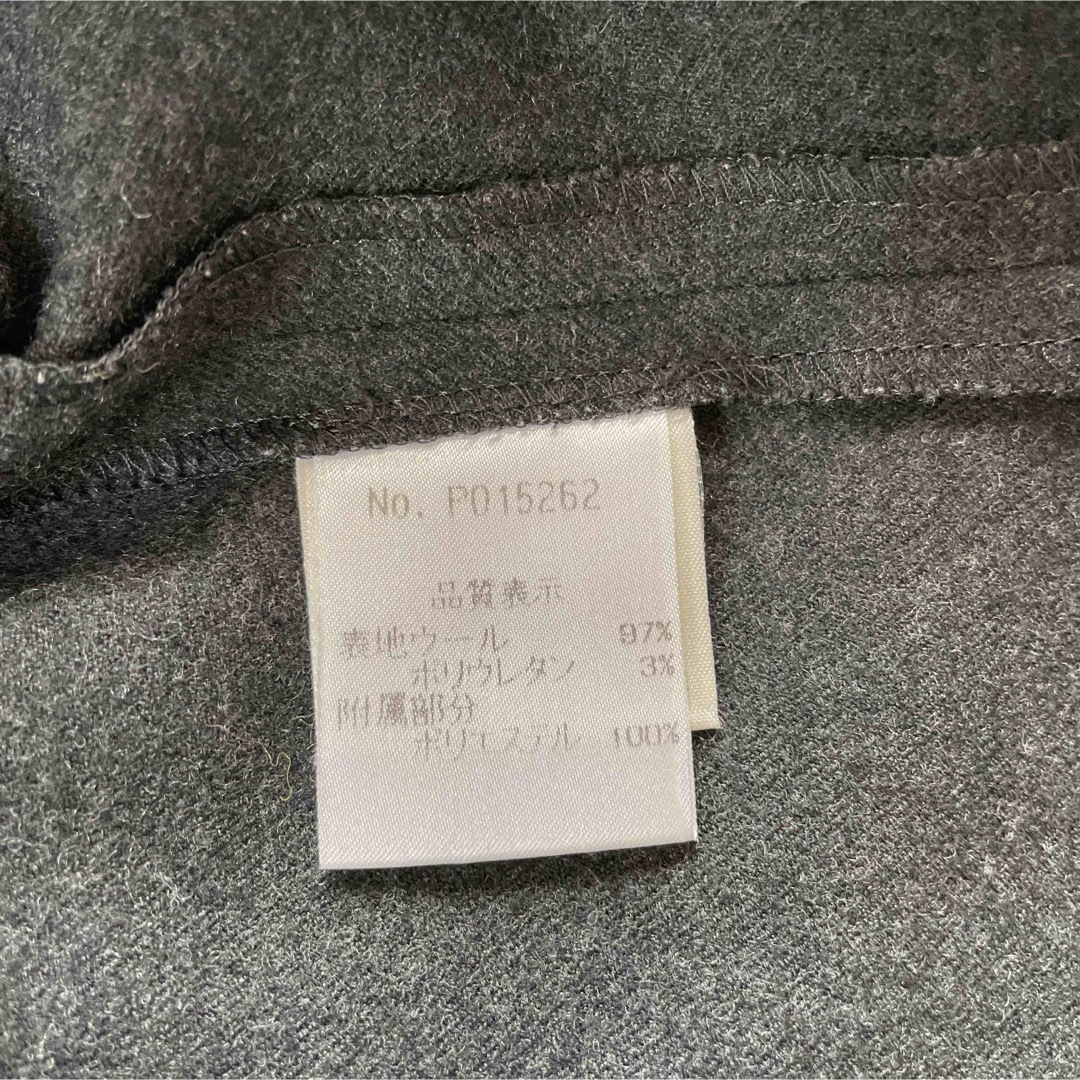 No. P015262
品質表示
表地ウール 97%
ポリウレタン 3%
附属部分
ポリエステル 100%